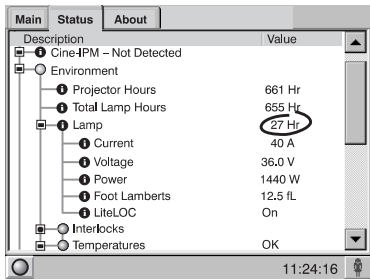 Main Status About
Description Value
Cine-IPM – Not Detected
Environment
Projector Hours 661 Hr
Total Lamp Hours 655 Hr
Lamp 27 Hr
Current 40 A
Voltage 36.0 V
Power 1440 W
Foot Lamberts 12.5 fL
LiteLOC On
Interlocks
Temperatures OK
11:24:16